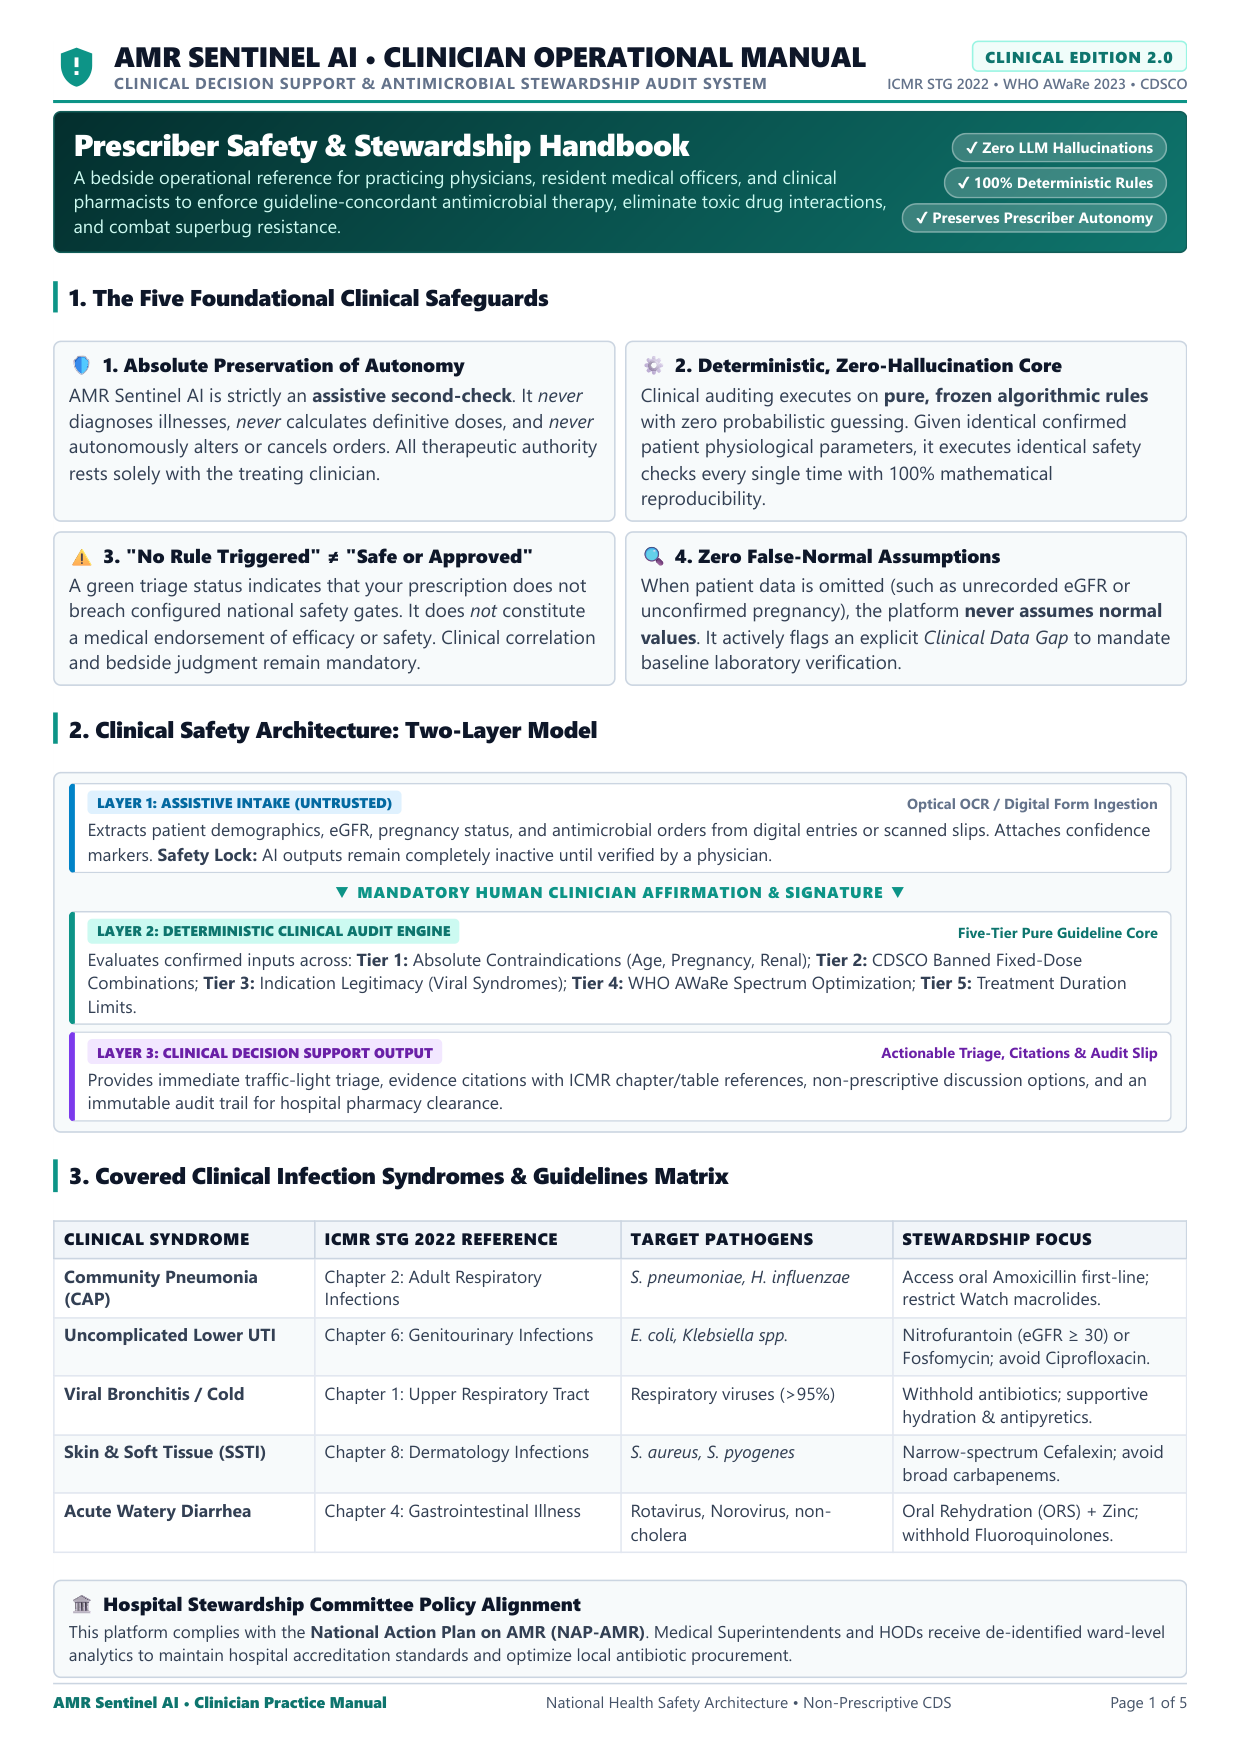 AMR SENTINEL AI • CLINICIAN OPERATIONAL MANUAL
CLINICAL DECISION SUPPORT & ANTIMICROBIAL STEWARDSHIP AUDIT SYSTEM
CLINICAL EDITION 2.0
ICMR STG 2022 • WHO AWaRe 2023 • CDSCO
Prescriber Safety & Stewardship Handbook
A bedside operational reference for practicing physicians, resident medical officers, and clinical
pharmacists to enforce guideline-concordant antimicrobial therapy, eliminate toxic drug interactions,
and combat superbug resistance.
✓ Zero LLM Hallucinations
✓ 100% Deterministic Rules
✓ Preserves Prescriber Autonomy
1. The Five Foundational Clinical Safeguards
1. Absolute Preservation of Autonomy
AMR Sentinel AI is strictly an assistive second-check. It never
diagnoses illnesses, never calculates definitive doses, and never
autonomously alters or cancels orders. All therapeutic authority
rests solely with the treating clinician.
2. Deterministic, Zero-Hallucination Core
Clinical auditing executes on pure, frozen algorithmic rules
with zero probabilistic guessing. Given identical confirmed
patient physiological parameters, it executes identical safety
checks every single time with 100% mathematical
reproducibility.
3. "No Rule Triggered" ≠ "Safe or Approved"
A green triage status indicates that your prescription does not
breach configured national safety gates. It does not constitute
a medical endorsement of efficacy or safety. Clinical correlation
and bedside judgment remain mandatory.
4. Zero False-Normal Assumptions
When patient data is omitted (such as unrecorded eGFR or
unconfirmed pregnancy), the platform never assumes normal
values. It actively flags an explicit Clinical Data Gap to mandate
baseline laboratory verification.
2. Clinical Safety Architecture: Two-Layer Model
LAYER 1: ASSISTIVE INTAKE (UNTRUSTED)
Optical OCR / Digital Form Ingestion
Extracts patient demographics, eGFR, pregnancy status, and antimicrobial orders from digital entries or scanned slips. Attaches confidence
markers. Safety Lock: AI outputs remain completely inactive until verified by a physician.
▼ MANDATORY HUMAN CLINICIAN AFFIRMATION & SIGNATURE ▼
LAYER 2: DETERMINISTIC CLINICAL AUDIT ENGINE
Five-Tier Pure Guideline Core
Evaluates confirmed inputs across: Tier 1: Absolute Contraindications (Age, Pregnancy, Renal); Tier 2: CDSCO Banned Fixed-Dose
Combinations; Tier 3: Indication Legitimacy (Viral Syndromes); Tier 4: WHO AWaRe Spectrum Optimization; Tier 5: Treatment Duration
Limits.
LAYER 3: CLINICAL DECISION SUPPORT OUTPUT
Actionable Triage, Citations & Audit Slip
Provides immediate traffic-light triage, evidence citations with ICMR chapter/table references, non-prescriptive discussion options, and an
immutable audit trail for hospital pharmacy clearance.
3. Covered Clinical Infection Syndromes & Guidelines Matrix
CLINICAL SYNDROME
ICMR STG 2022 REFERENCE
TARGET PATHOGENS
STEWARDSHIP FOCUS
Community Pneumonia
(CAP)
Chapter 2: Adult Respiratory
Infections
S. pneumoniae, H. influenzae
Access oral Amoxicillin first-line;
restrict Watch macrolides.
Uncomplicated Lower UTI
Chapter 6: Genitourinary Infections
E. coli, Klebsiella spp.
Nitrofurantoin (eGFR ≥ 30) or
Fosfomycin; avoid Ciprofloxacin.
Viral Bronchitis / Cold
Chapter 1: Upper Respiratory Tract
Respiratory viruses (>95%)
Withhold antibiotics; supportive
hydration & antipyretics.
Skin & Soft Tissue (SSTI)
Chapter 8: Dermatology Infections
S. aureus, S. pyogenes
Narrow-spectrum Cefalexin; avoid
broad carbapenems.
Acute Watery Diarrhea
Chapter 4: Gastrointestinal Illness
Rotavirus, Norovirus, non-
cholera
Oral Rehydration (ORS) + Zinc;
withhold Fluoroquinolones.
Hospital Stewardship Committee Policy Alignment
This platform complies with the National Action Plan on AMR (NAP-AMR). Medical Superintendents and HODs receive de-identified ward-level
analytics to maintain hospital accreditation standards and optimize local antibiotic procurement.
AMR Sentinel AI • Clinician Practice Manual
National Health Safety Architecture • Non-Prescriptive CDS
Page 1 of 5